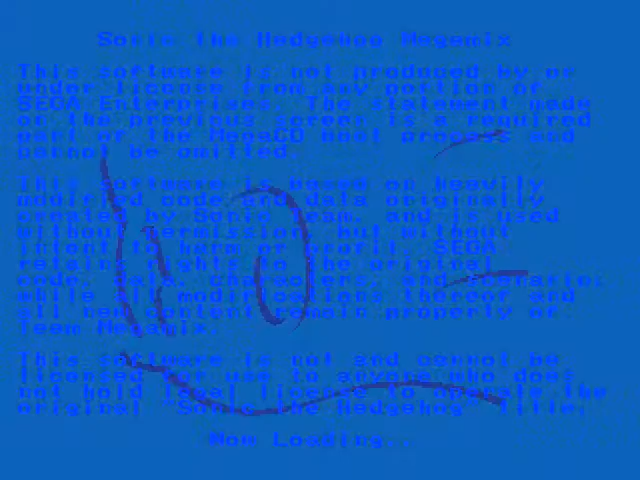 Sonic the Hedgehog Megamix
This software is not produced by or
under license from any portion of
SEGA Enterprises. The statement made
on the previous screen is a required
part of the MegaCD boot process and
cannot be omitted.
This software is based on heavily
modified code and data originally
created by Sonic Team, and is used
without permission, but without
intent to harm or profit. SEGA
retains rights to the original
code, data, characters, and scenario;
while all modifications thereof and
all new content remain property of
Team Megamix.
This software is not and cannot be
licensed for use to anyone who does
not hold legal license to operate the
original "Sonic the Hedgehog" title.
Now Loading...